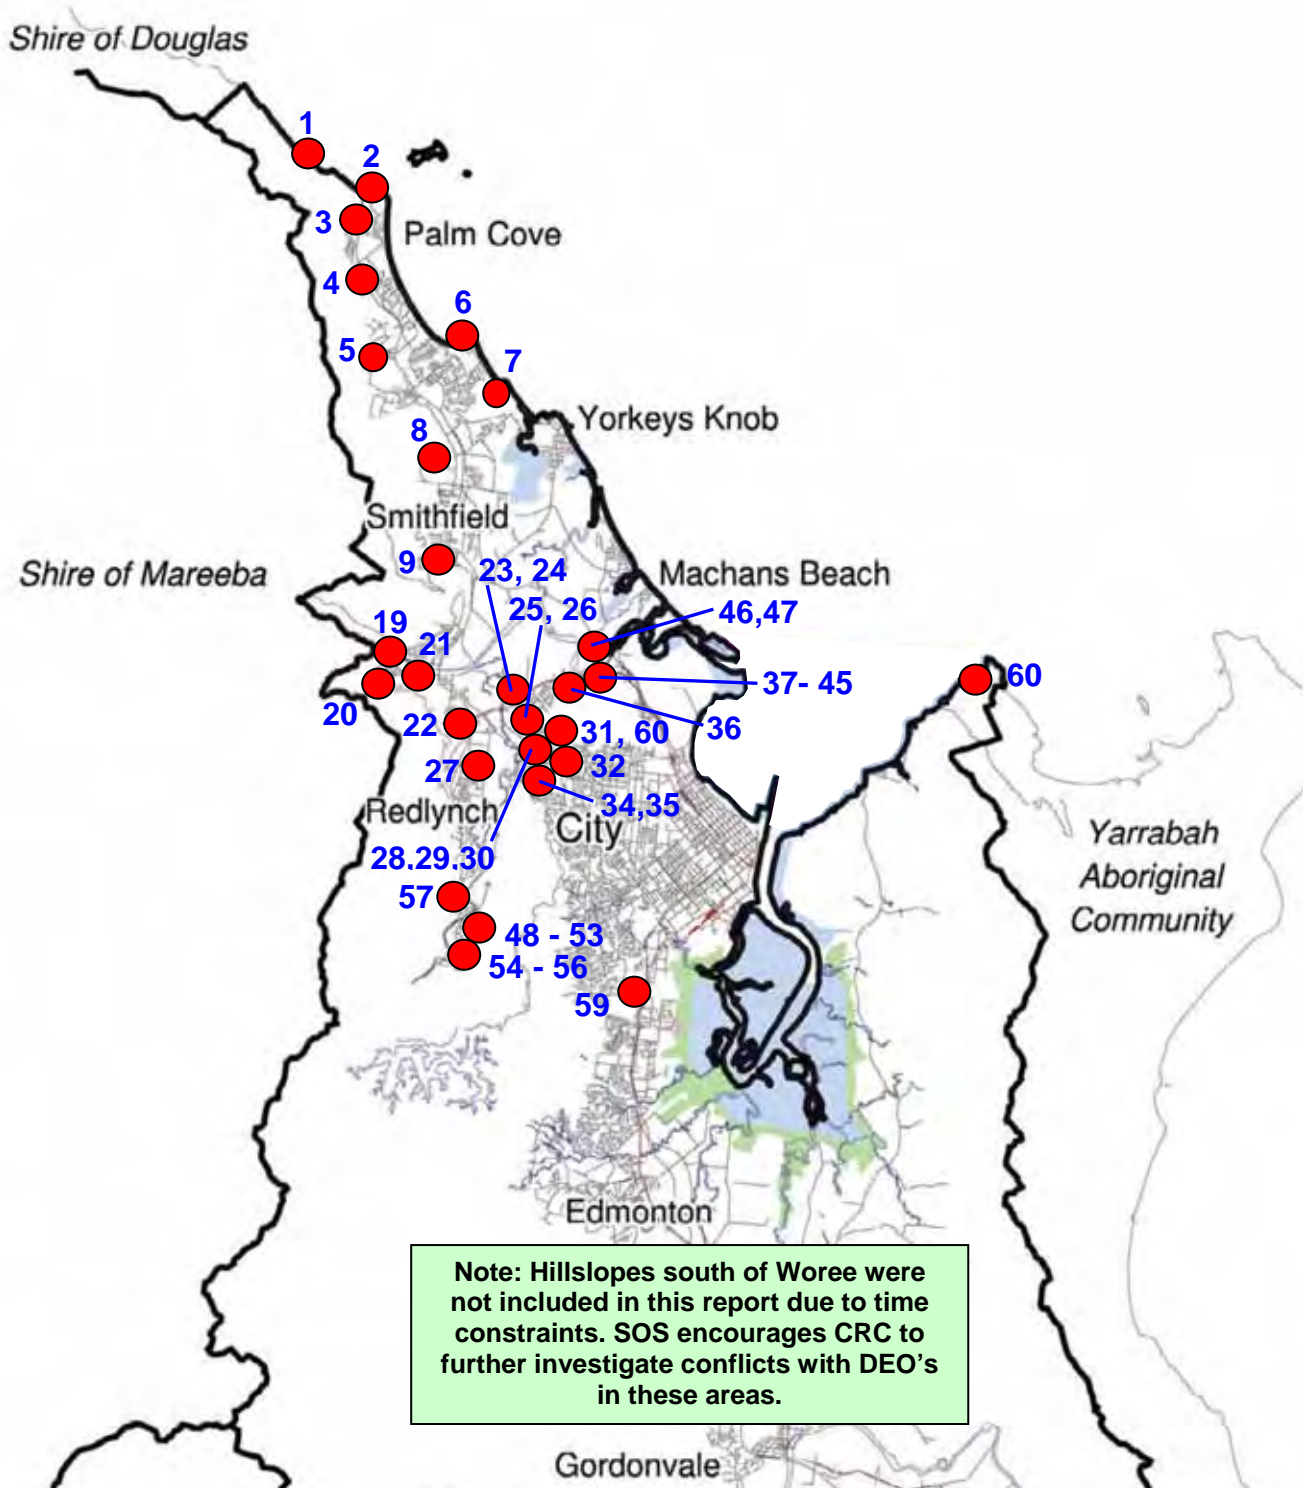 Shire of Douglas
1
2
3
Palm Cove
4
6
5
7
Yorkeys Knob
8
Smithfield
9
23, 24
Shire of Mareeba
Machans Beach
25, 26
46,47
19
21
37- 45
60
20
22
36
31, 60
27
32
Redlynch
34,35
City
Yarrabah
Aboriginal
Community
28,29,30
57
48 - 53
54 - 56
59
Edmonton
Note: Hillslopes south of Woree were
not included in this report due to time
constraints. SOS encourages CRC to
further investigate conflicts with DEO’s
in these areas.
Gordonvale